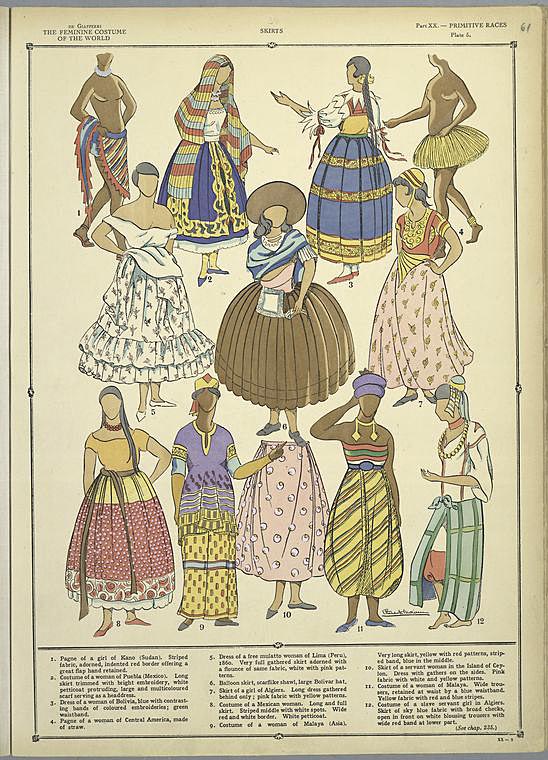 DE GIAFFERRI
THE FEMININE COSTUME
OF THE WORLD
SKIRTS
Part XX. — PRIMITIVE RACES
Plate 5.
61
1
2
3
4
5
6
7
8
9
10
11
12
1. Pagne of a girl of Kano (Sudan). Striped
fabric, adorned, indented red border offering a
great flap hand retained.
2. Costume of a woman of Puebla (Mexico). Long
skirt trimmed with bright embroidery, white
petticoat protruding, large and multicoloured
scarf serving as a headdress.
3. Dress of a woman of Bolivia, blue with contrast-
ing bands of coloured embroideries; green
waistband.
4. Pagne of a woman of Central America, made
of straw.
5. Dress of a free mulatto woman of Lima (Peru),
1860. Very full gathered skirt adorned with
a flounce of same fabric, white with pink pat-
terns.
6. Balloon skirt, scarflike shawl, large Bolivar hat.
7. Skirt of a girl of Algiers. Long dress gathered
behind only; pink fabric with yellow patterns.
8. Costume of a Mexican woman. Long and full
skirt. Striped middle with white spots. Wide
red and white border. White petticoat.
9. Costume of a woman of Malaya (Asia).
Very long skirt, yellow with red patterns, strip-
ed band, blue in the middle.
10. Skirt of a servant woman in the Island of Cey-
lon. Dress with gathers on the sides. Pink
fabric with white and yellow patterns.
11. Costume of a woman of Malaya. Wide trou-
sers, retained at waist by a blue waistband.
Yellow fabric with red and blue stripes.
12. Costume of a slave servant girl in Algiers.
Skirt of sky blue fabric with broad checks,
open in front on white blousing trousers with
wide red band at lower part.
(See chap. 225.)
XX — 5